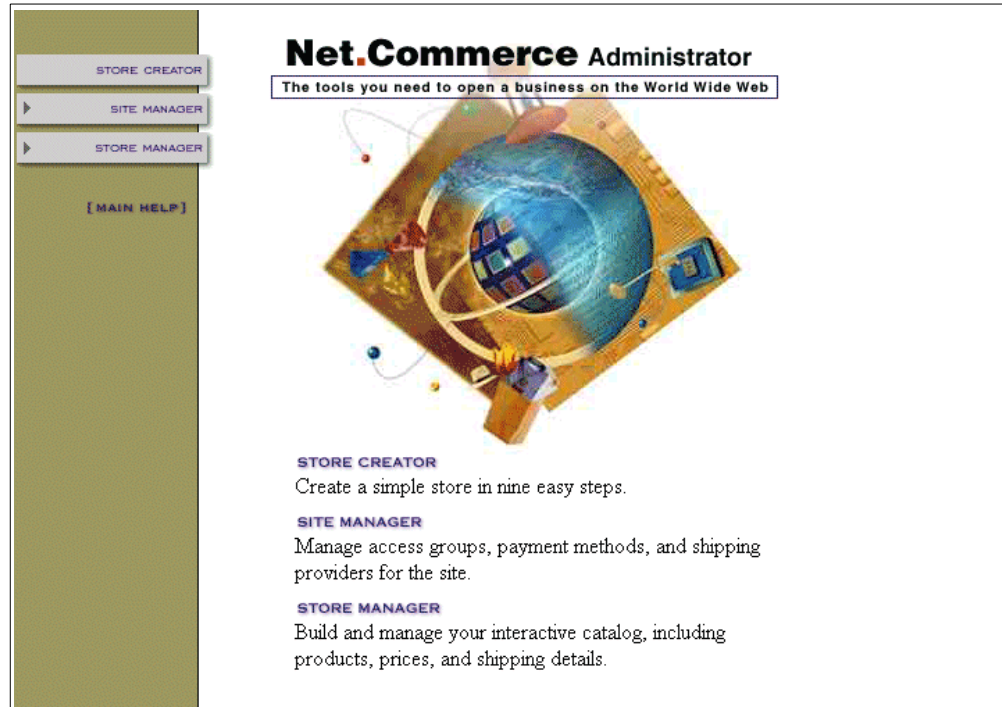 STORE CREATOR
SITE MANAGER
STORE MANAGER
[MAIN HELP]
Net.Commerce Administrator
The tools you need to open a business on the World Wide Web
STORE CREATOR
Create a simple store in nine easy steps.
SITE MANAGER
Manage access groups, payment methods, and shipping
providers for the site.
STORE MANAGER
Build and manage your interactive catalog, including
products, prices, and shipping details.